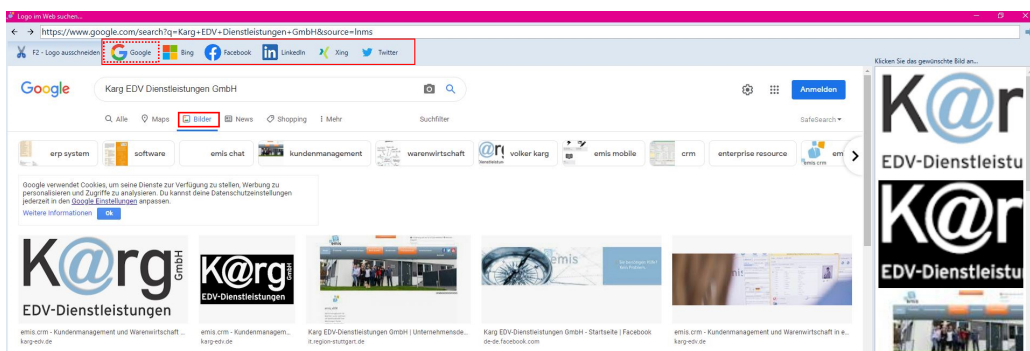 Logo im Web suchen...
https://www.google.com/search?q=Karg+EDV+Dienstleistungen+GmbH&source=lnms
F2 - Logo ausschneiden Google Bing Facebook LinkedIn Xing Twitter
Klicken Sie das gewünschte Bild an...
Google Karg EDV Dienstleistungen GmbH Anmelden
Alle Maps Bilder News Shopping Mehr Suchfilter SafeSearch
erp system software emis chat kundenmanagement warenwirtschaft volker karg emis mobile crm enterprise resource em
emis crm
Google verwendet Cookies, um seine Dienste zur Verfügung zu stellen, Werbung zu
personalisieren und Zugriffe zu analysieren. Du kannst deine Datenschutzeinstellungen
jederzeit in den Google Einstellungen anpassen.
Weitere Informationen Ok
K@rg GmbH
EDV-Dienstleistungen
K@rg GmbH
EDV-Dienstleistungen
emis
emis.crm - Kundenmanagement und Warenwirtschaft ...
karg-edv.de
emis.crm - Kundenmanagem...
karg-edv.de
Karg EDV-Dienstleistungen GmbH | Unternehmensde...
it.region-stuttgart.de
Karg EDV-Dienstleistungen GmbH - Startseite | Facebook
de-de.facebook.com
emis.crm - Kundenmanagement und Warenwirtschaft in e...
karg-edv.de
K@r
EDV-Dienstleistu
K@r
EDV-Dienstleistu